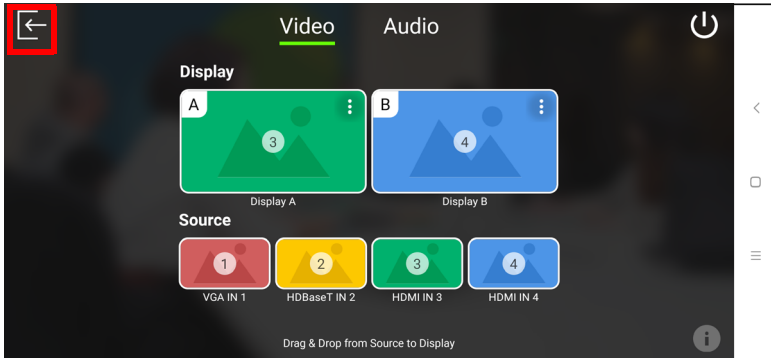 Video Audio
Display
A B
3 4
Display A Display B
Source
1 2 3 4
VGA IN 1 HDBaseT IN 2 HDMI IN 3 HDMI IN 4
Drag & Drop from Source to Display
i